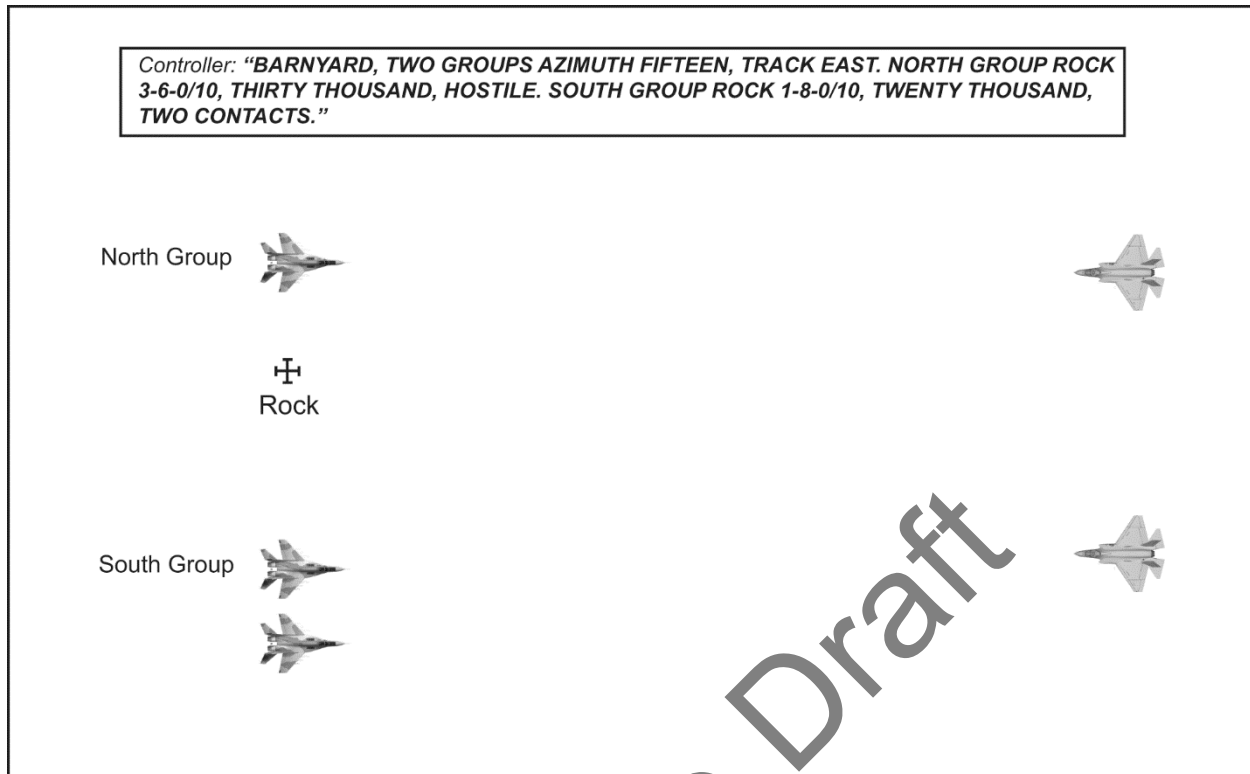 Controller: “BARNYARD, TWO GROUPS AZIMUTH FIFTEEN, TRACK EAST. NORTH GROUP ROCK
3-6-0/10, THIRTY THOUSAND, HOSTILE. SOUTH GROUP ROCK 1-8-0/10, TWENTY THOUSAND,
TWO CONTACTS.”
North Group
Rock
South Group
Draft